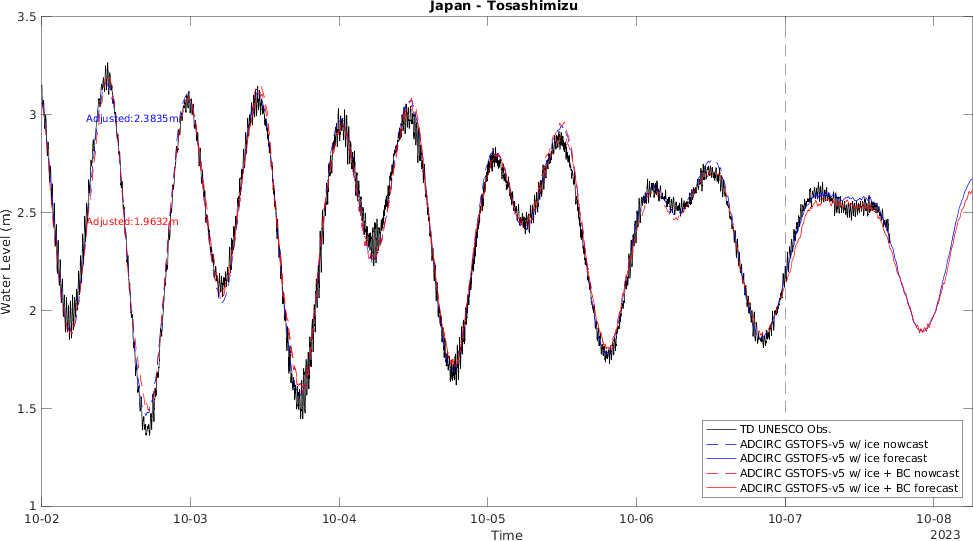 Japan - Tosashimizu
3.5
3
2.5
2
1.5
1
Water Level (m)
Adjusted:2.3835m
Adjusted:1.9632m
TD UNESCO Obs.
ADCIRC GSTOFS-v5 w/ ice nowcast
ADCIRC GSTOFS-v5 w/ ice forecast
ADCIRC GSTOFS-v5 w/ ice + BC nowcast
ADCIRC GSTOFS-v5 w/ ice + BC forecast
10-02 10-03 10-04 10-05 10-06 10-07 10-08
Time
2023